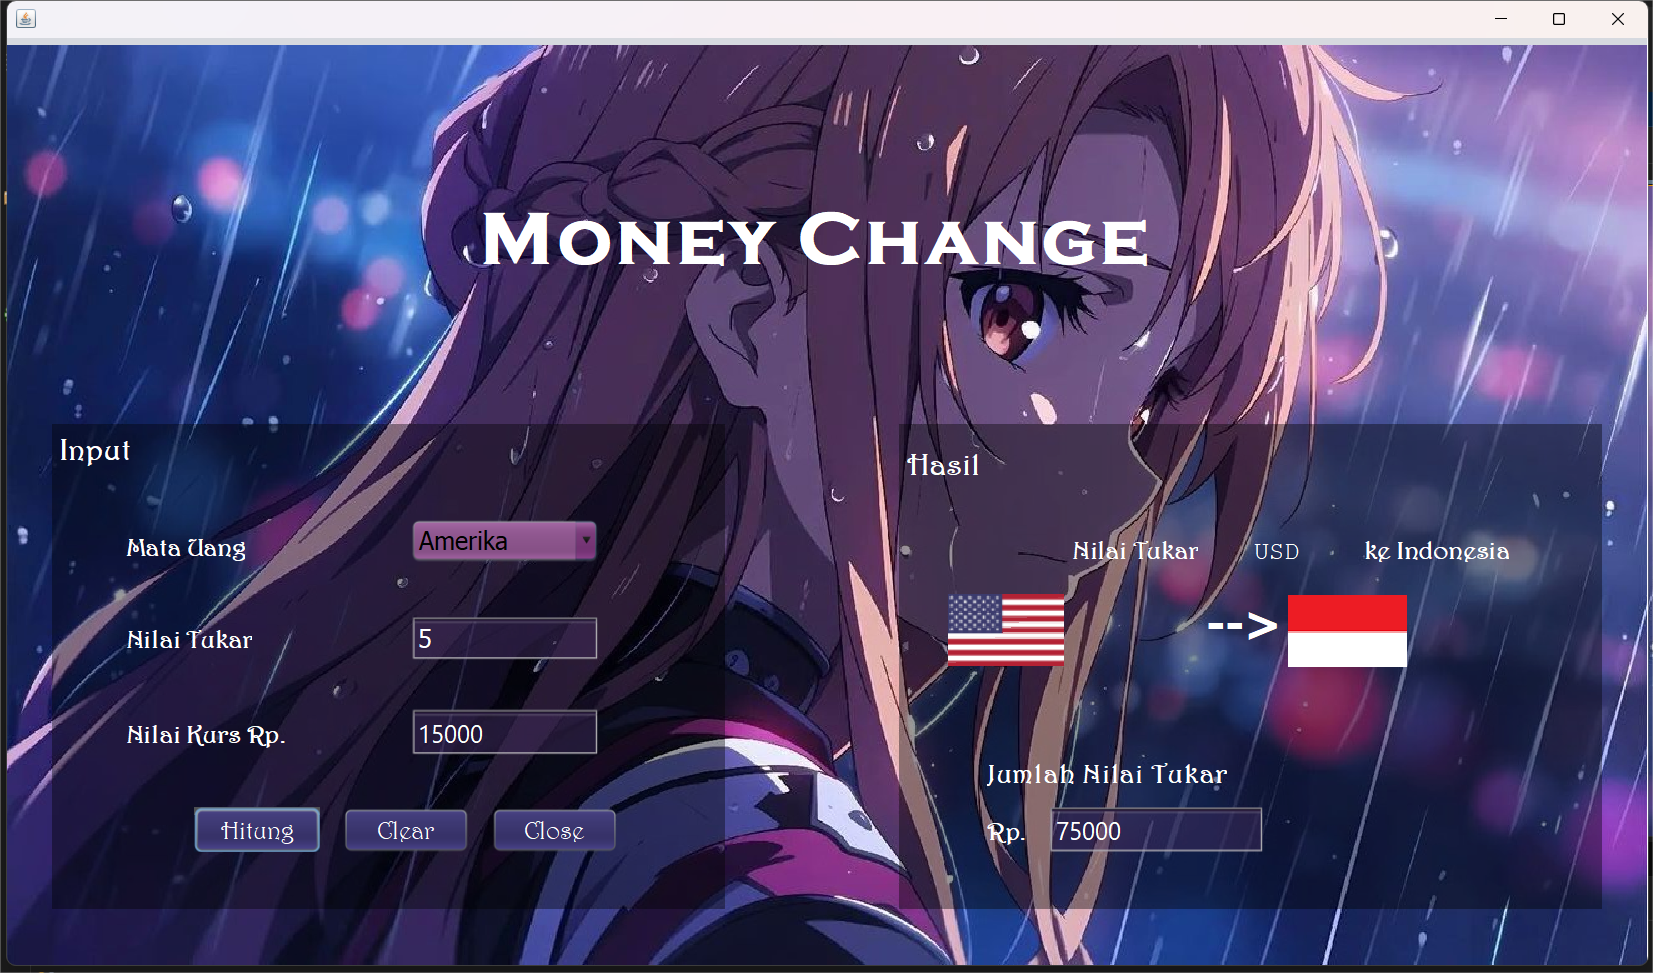 Money Change
Input
Mata Uang
Amerika
Nilai Tukar
5
Nilai Kurs Rp.
15000
Hitung
Clear
Close
Hasil
Nilai Tukar USD ke Indonesia
-->
Jumlah Nilai Tukar
Rp. 75000